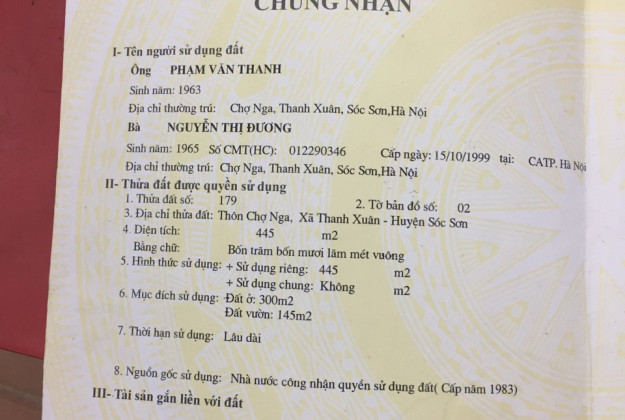 CHỨNG NHẬN
I- Tên người sử dụng đất
Ông PHẠM VĂN THANH
Sinh năm: 1963
Địa chỉ thường trú: Chợ Nga, Thanh Xuân, Sóc Sơn,Hà Nội
Bà NGUYỄN THỊ ĐƯƠNG
Sinh năm: 1965 Số CMT(HC): 012290346 Cấp ngày: 15/10/1999 tại: CATP. Hà Nội
Địa chỉ thường trú: Chợ Nga, Thanh Xuân, Sóc Sơn,Hà Nội
II- Thửa đất được quyền sử dụng
1. Thửa đất số: 179 2. Tờ bản đồ số: 02
3. Địa chỉ thửa đất: Thôn Chợ Nga, Xã Thanh Xuân - Huyện Sóc Sơn
4. Diện tích: 445 m2
Bằng chữ: Bốn trăm bốn mươi lăm mét vuông
5. Hình thức sử dụng: + Sử dụng riêng: 445 m2
+ Sử dụng chung: Không m2
6. Mục đích sử dụng: Đất ở: 300m2
Đất vườn: 145m2
7. Thời hạn sử dụng: Lâu dài
8. Nguồn gốc sử dụng: Nhà nước công nhận quyền sử dụng đất( Cấp năm 1983)
III- Tài sản gắn liền với đất